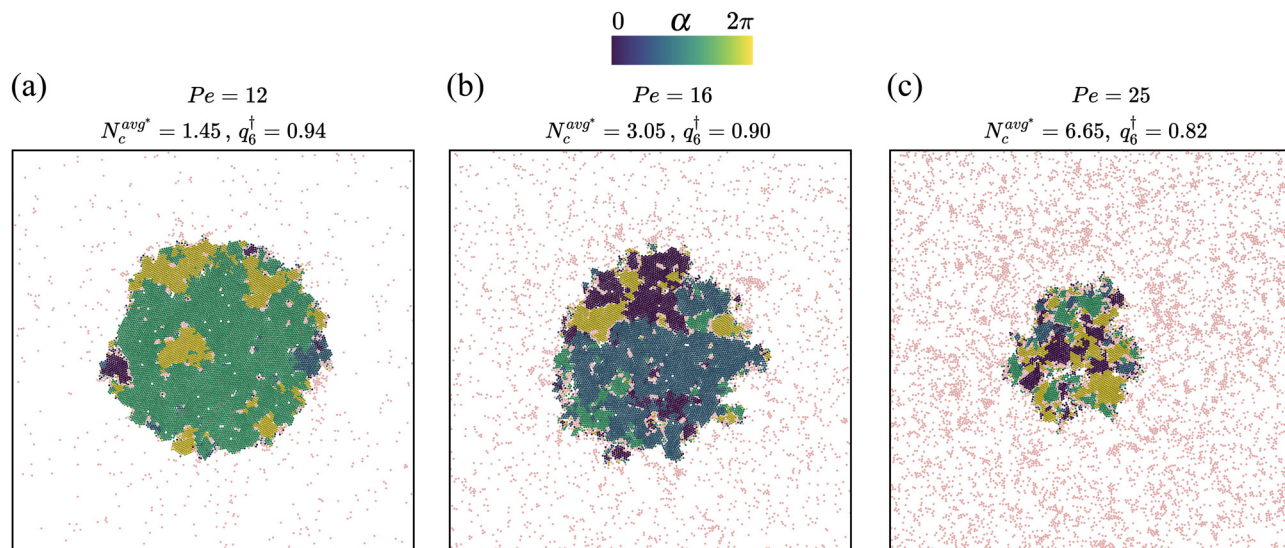 0 α 2π
(a)
Pe = 12
N_c^{avg*} = 1.45 , q_6^† = 0.94
(b)
Pe = 16
N_c^{avg*} = 3.05 , q_6^† = 0.90
(c)
Pe = 25
N_c^{avg*} = 6.65 , q_6^† = 0.82